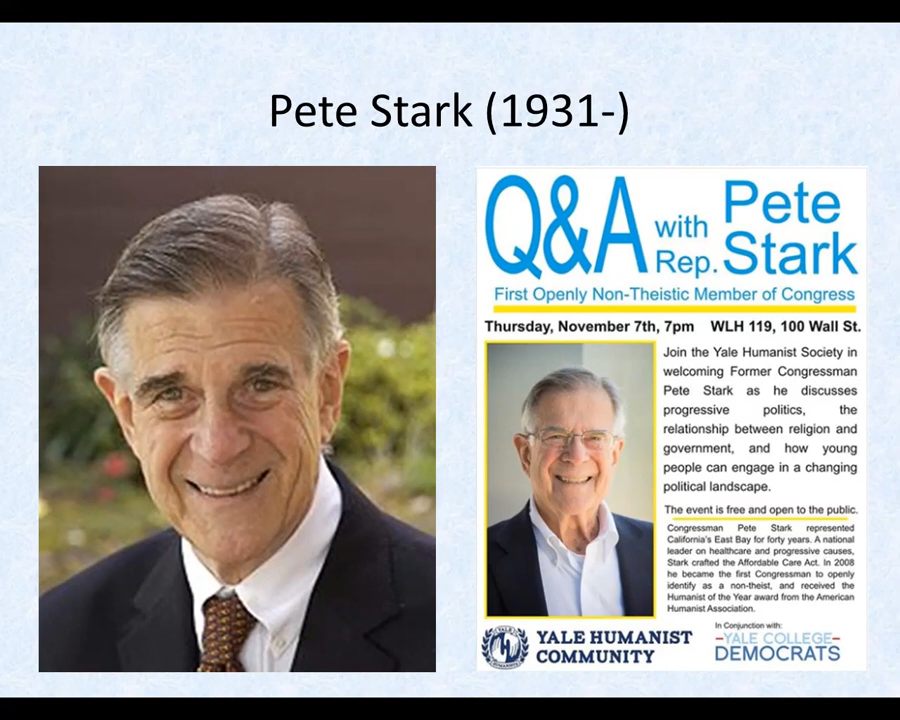 Pete Stark (1931-)
Q&A with Rep. Pete Stark
First Openly Non-Theistic Member of Congress
Thursday, November 7th, 7pm WLH 119, 100 Wall St.
Join the Yale Humanist Society in
welcoming Former Congressman
Pete Stark as he discusses
progressive politics, the
relationship between religion and
government, and how young
people can engage in a changing
political landscape.
The event is free and open to the public.
Congressman Pete Stark represented
California's East Bay for forty years. A national
leader on healthcare and progressive causes,
Stark crafted the Affordable Care Act. In 2008
he became the first Congressman to openly
identify as a non-theist, and received the
Humanist of the Year award from the American
Humanist Association.
YALE HUMANIST
COMMUNITY
In Conjunction with:
-YALE COLLEGE-
DEMOCRATS